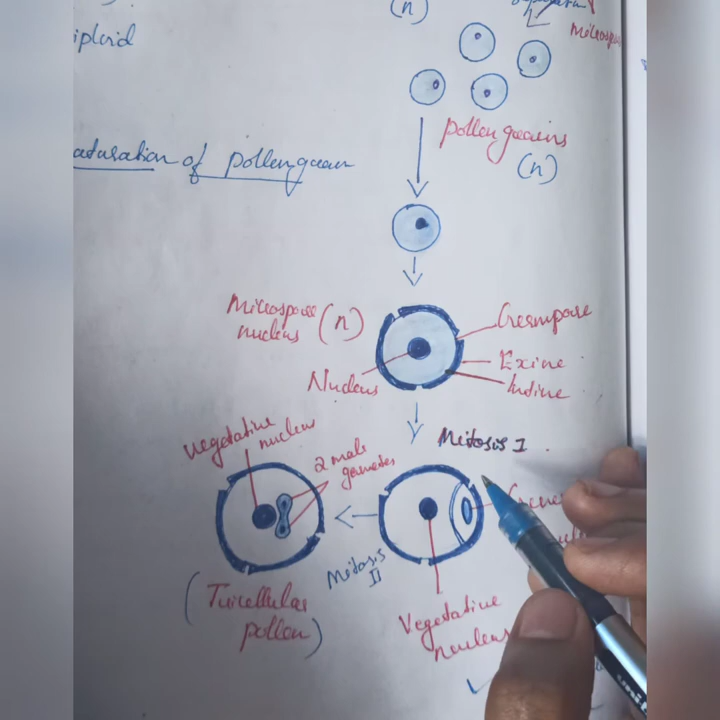 (n)
iploid
pollen grains
(n)
aturation of pollengrain
Microspore
nucleus (n)
Germpore
Exine
Intine
Nucleus
vegetative
nucleus
2 male
gametes
Mitosis I
Mitosis
II
(Tricellular
pollen)
Vegetative
nucleus